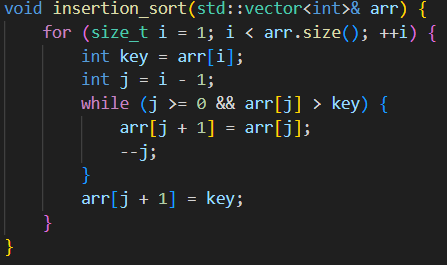 void insertion_sort(std::vector<int>& arr) {
    for (size_t i = 1; i < arr.size(); ++i) {
        int key = arr[i];
        int j = i - 1;
        while (j >= 0 && arr[j] > key) {
            arr[j + 1] = arr[j];
            --j;
        }
        arr[j + 1] = key;
    }
}